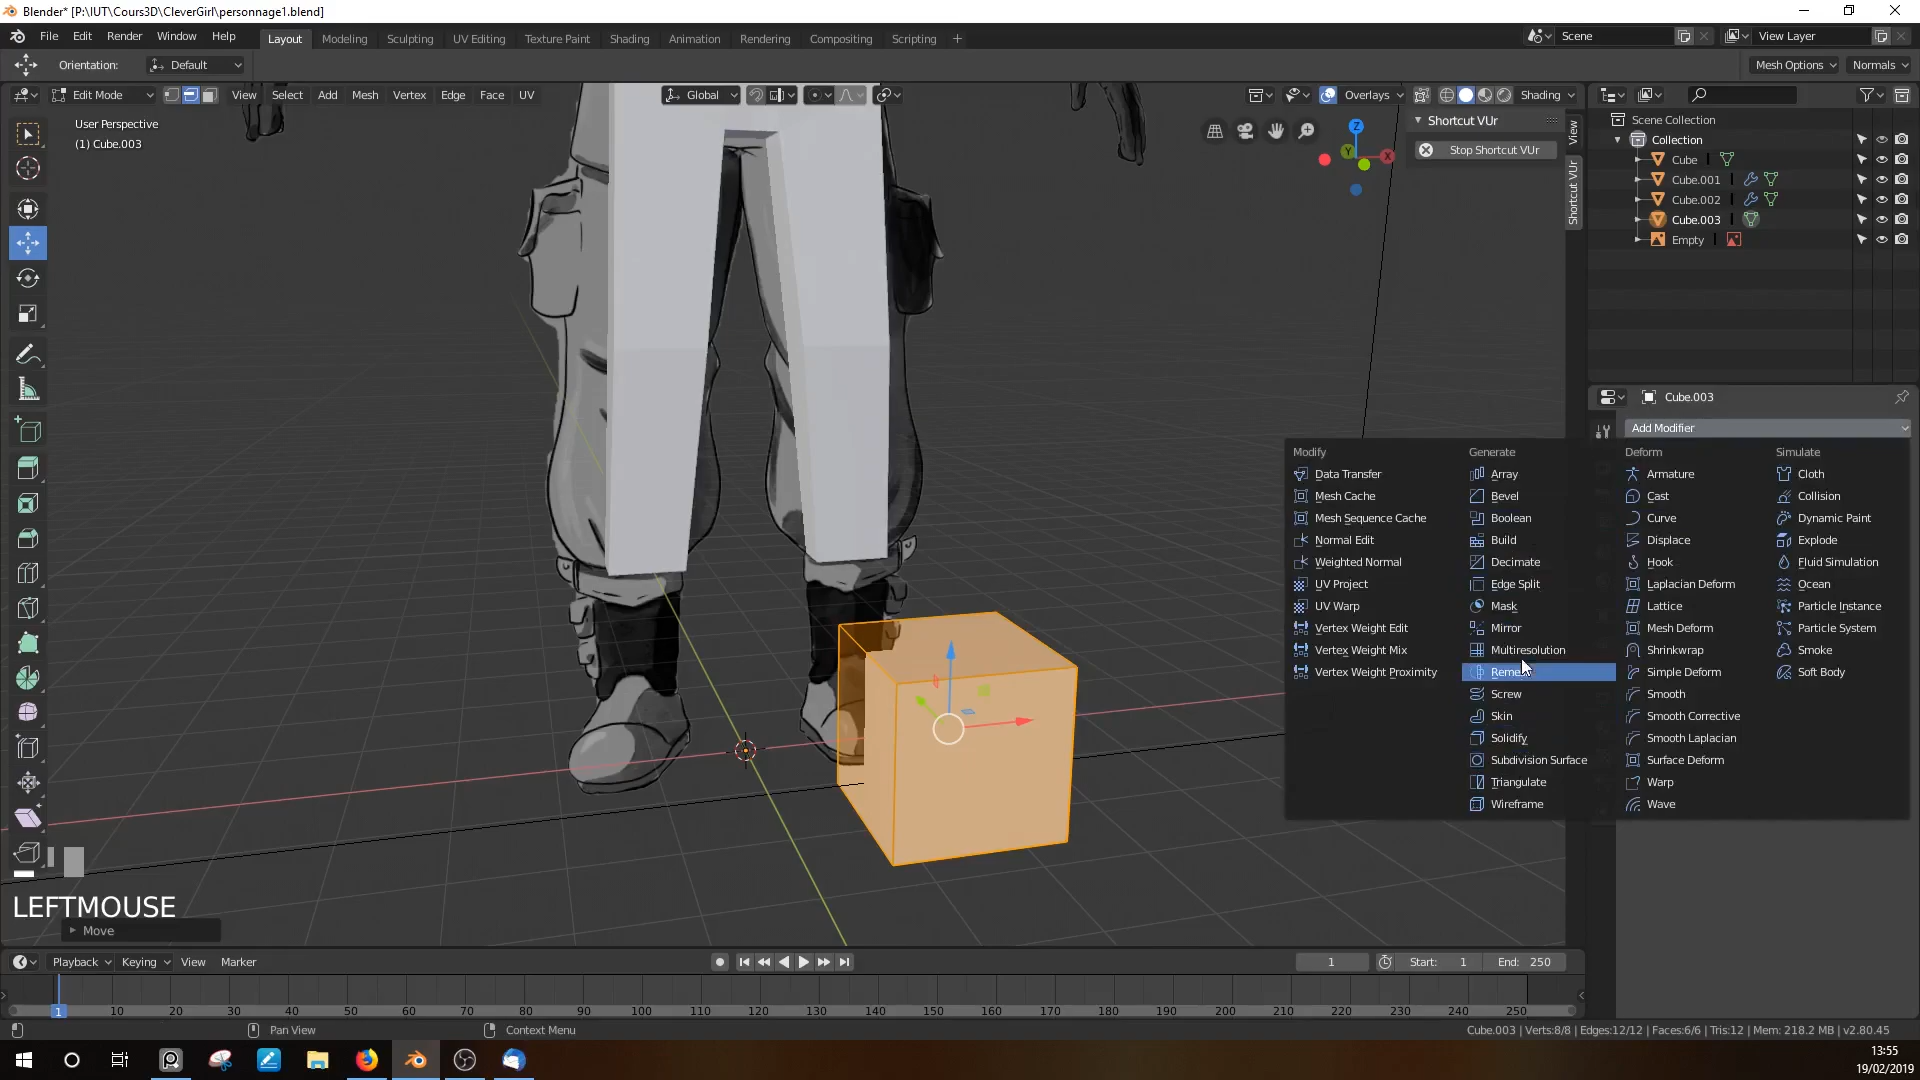 Blender* [P:\IUT\Cours3D\CleverGirl\personnage1.blend]
File Edit Render Window Help Layout Modeling Sculpting UV Editing Texture Paint Shading Animation Rendering Compositing Scripting + Scene View Layer
Orientation: Default Mesh Options Normals
Edit Mode View Select Add Mesh Vertex Edge Face UV Global Overlays Shading
User Perspective
(1) Cube.003
Z
Y
X
Shortcut VUr
Stop Shortcut VUr
View
Shortcut VUr
Scene Collection
Collection
Cube
Cube.001
Cube.002
Cube.003
Empty
Cube.003
Add Modifier
Modify Generate Deform Simulate
Data Transfer Array Armature Cloth
Mesh Cache Bevel Cast Collision
Mesh Sequence Cache Boolean Curve Dynamic Paint
Normal Edit Build Displace Explode
Weighted Normal Decimate Hook Fluid Simulation
UV Project Edge Split Laplacian Deform Ocean
UV Warp Mask Lattice Particle Instance
Vertex Weight Edit Mirror Mesh Deform Particle System
Vertex Weight Mix Multiresolution Shrinkwrap Smoke
Vertex Weight Proximity Simple Deform Soft Body
Screw Smooth
Skin Smooth Corrective
Solidify Smooth Laplacian
Subdivision Surface Surface Deform
Triangulate Warp
Wireframe Wave
LEFTMOUSE
Move
Playback Keying View Marker 1 Start: 1 End: 250
1 10 20 30 40 50 60 70 80 90 100 110 120 130 140 150 160 170 180 190 200 210 220 230 240 250
Pan View Context Menu Cube.003 | Verts:8/8 | Edges:12/12 | Faces:6/6 | Tris:12 | Mem: 218.2 MB | v2.80.45
13:55
19/02/2019